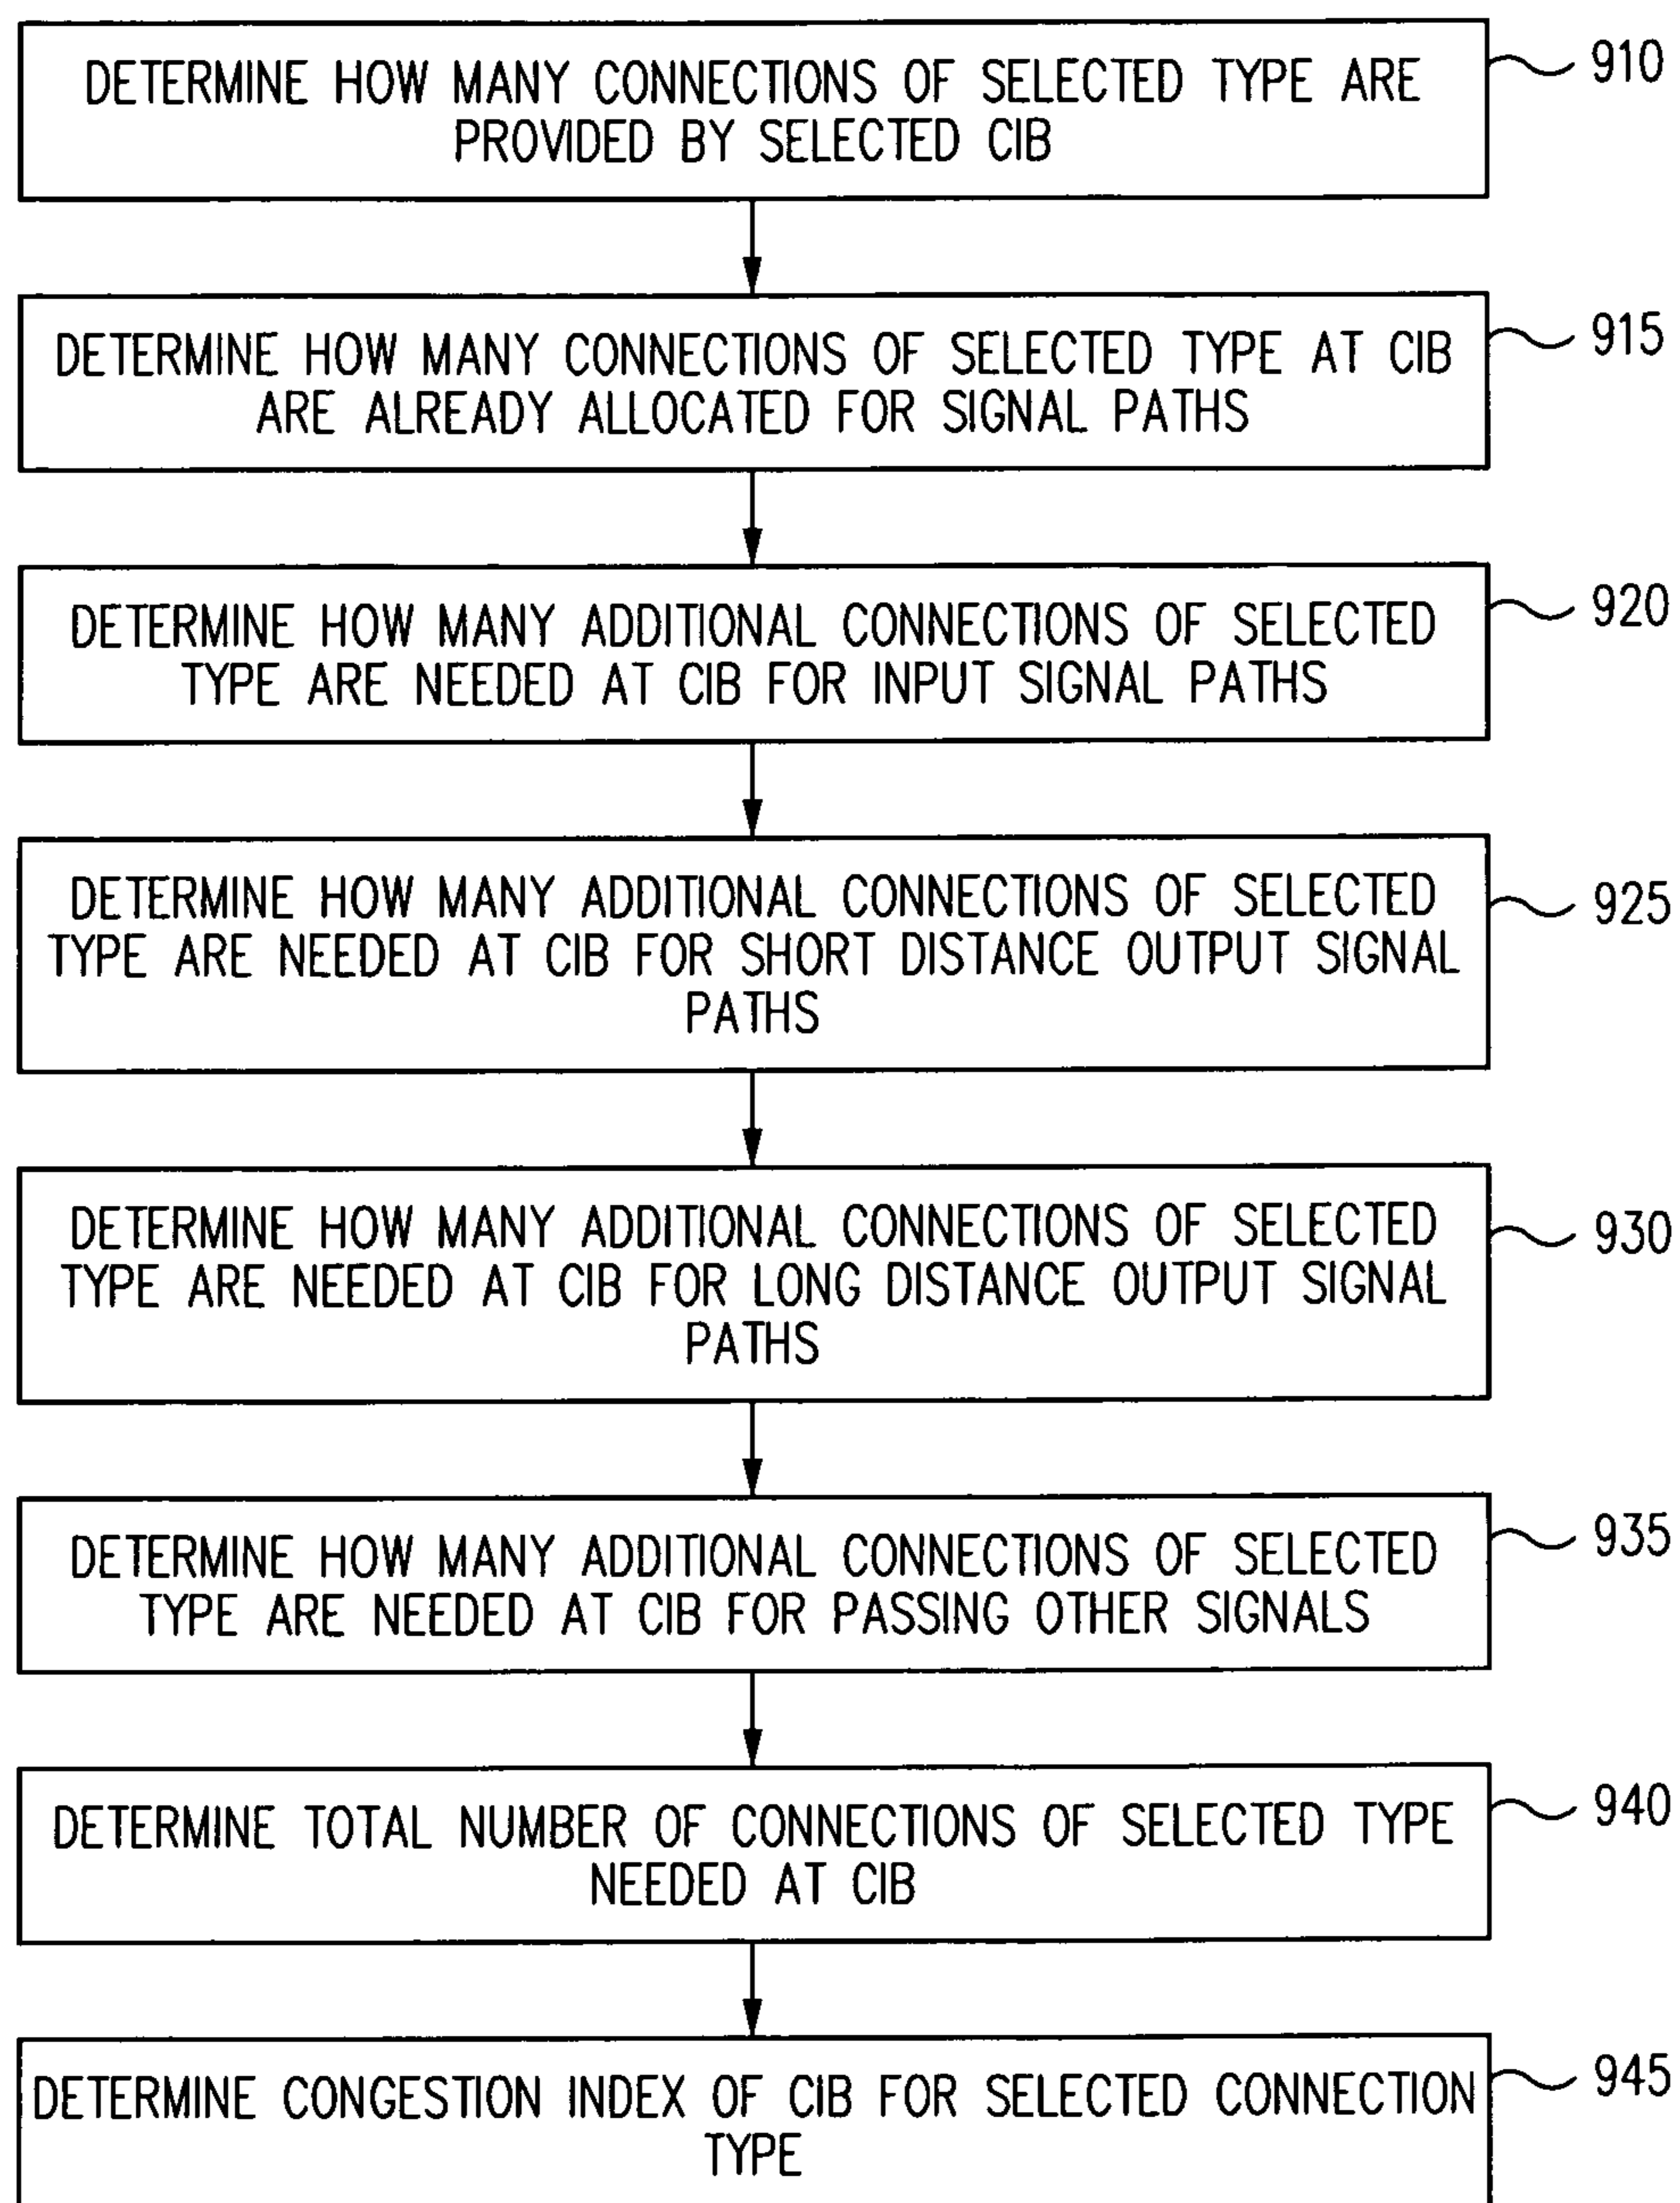 DETERMINE HOW MANY CONNECTIONS OF SELECTED TYPE ARE
PROVIDED BY SELECTED CIB
910
DETERMINE HOW MANY CONNECTIONS OF SELECTED TYPE AT CIB
ARE ALREADY ALLOCATED FOR SIGNAL PATHS
915
DETERMINE HOW MANY ADDITIONAL CONNECTIONS OF SELECTED
TYPE ARE NEEDED AT CIB FOR INPUT SIGNAL PATHS
920
DETERMINE HOW MANY ADDITIONAL CONNECTIONS OF SELECTED
TYPE ARE NEEDED AT CIB FOR SHORT DISTANCE OUTPUT SIGNAL
PATHS
925
DETERMINE HOW MANY ADDITIONAL CONNECTIONS OF SELECTED
TYPE ARE NEEDED AT CIB FOR LONG DISTANCE OUTPUT SIGNAL
PATHS
930
DETERMINE HOW MANY ADDITIONAL CONNECTIONS OF SELECTED
TYPE ARE NEEDED AT CIB FOR PASSING OTHER SIGNALS
935
DETERMINE TOTAL NUMBER OF CONNECTIONS OF SELECTED TYPE
NEEDED AT CIB
940
DETERMINE CONGESTION INDEX OF CIB FOR SELECTED CONNECTION
TYPE
945